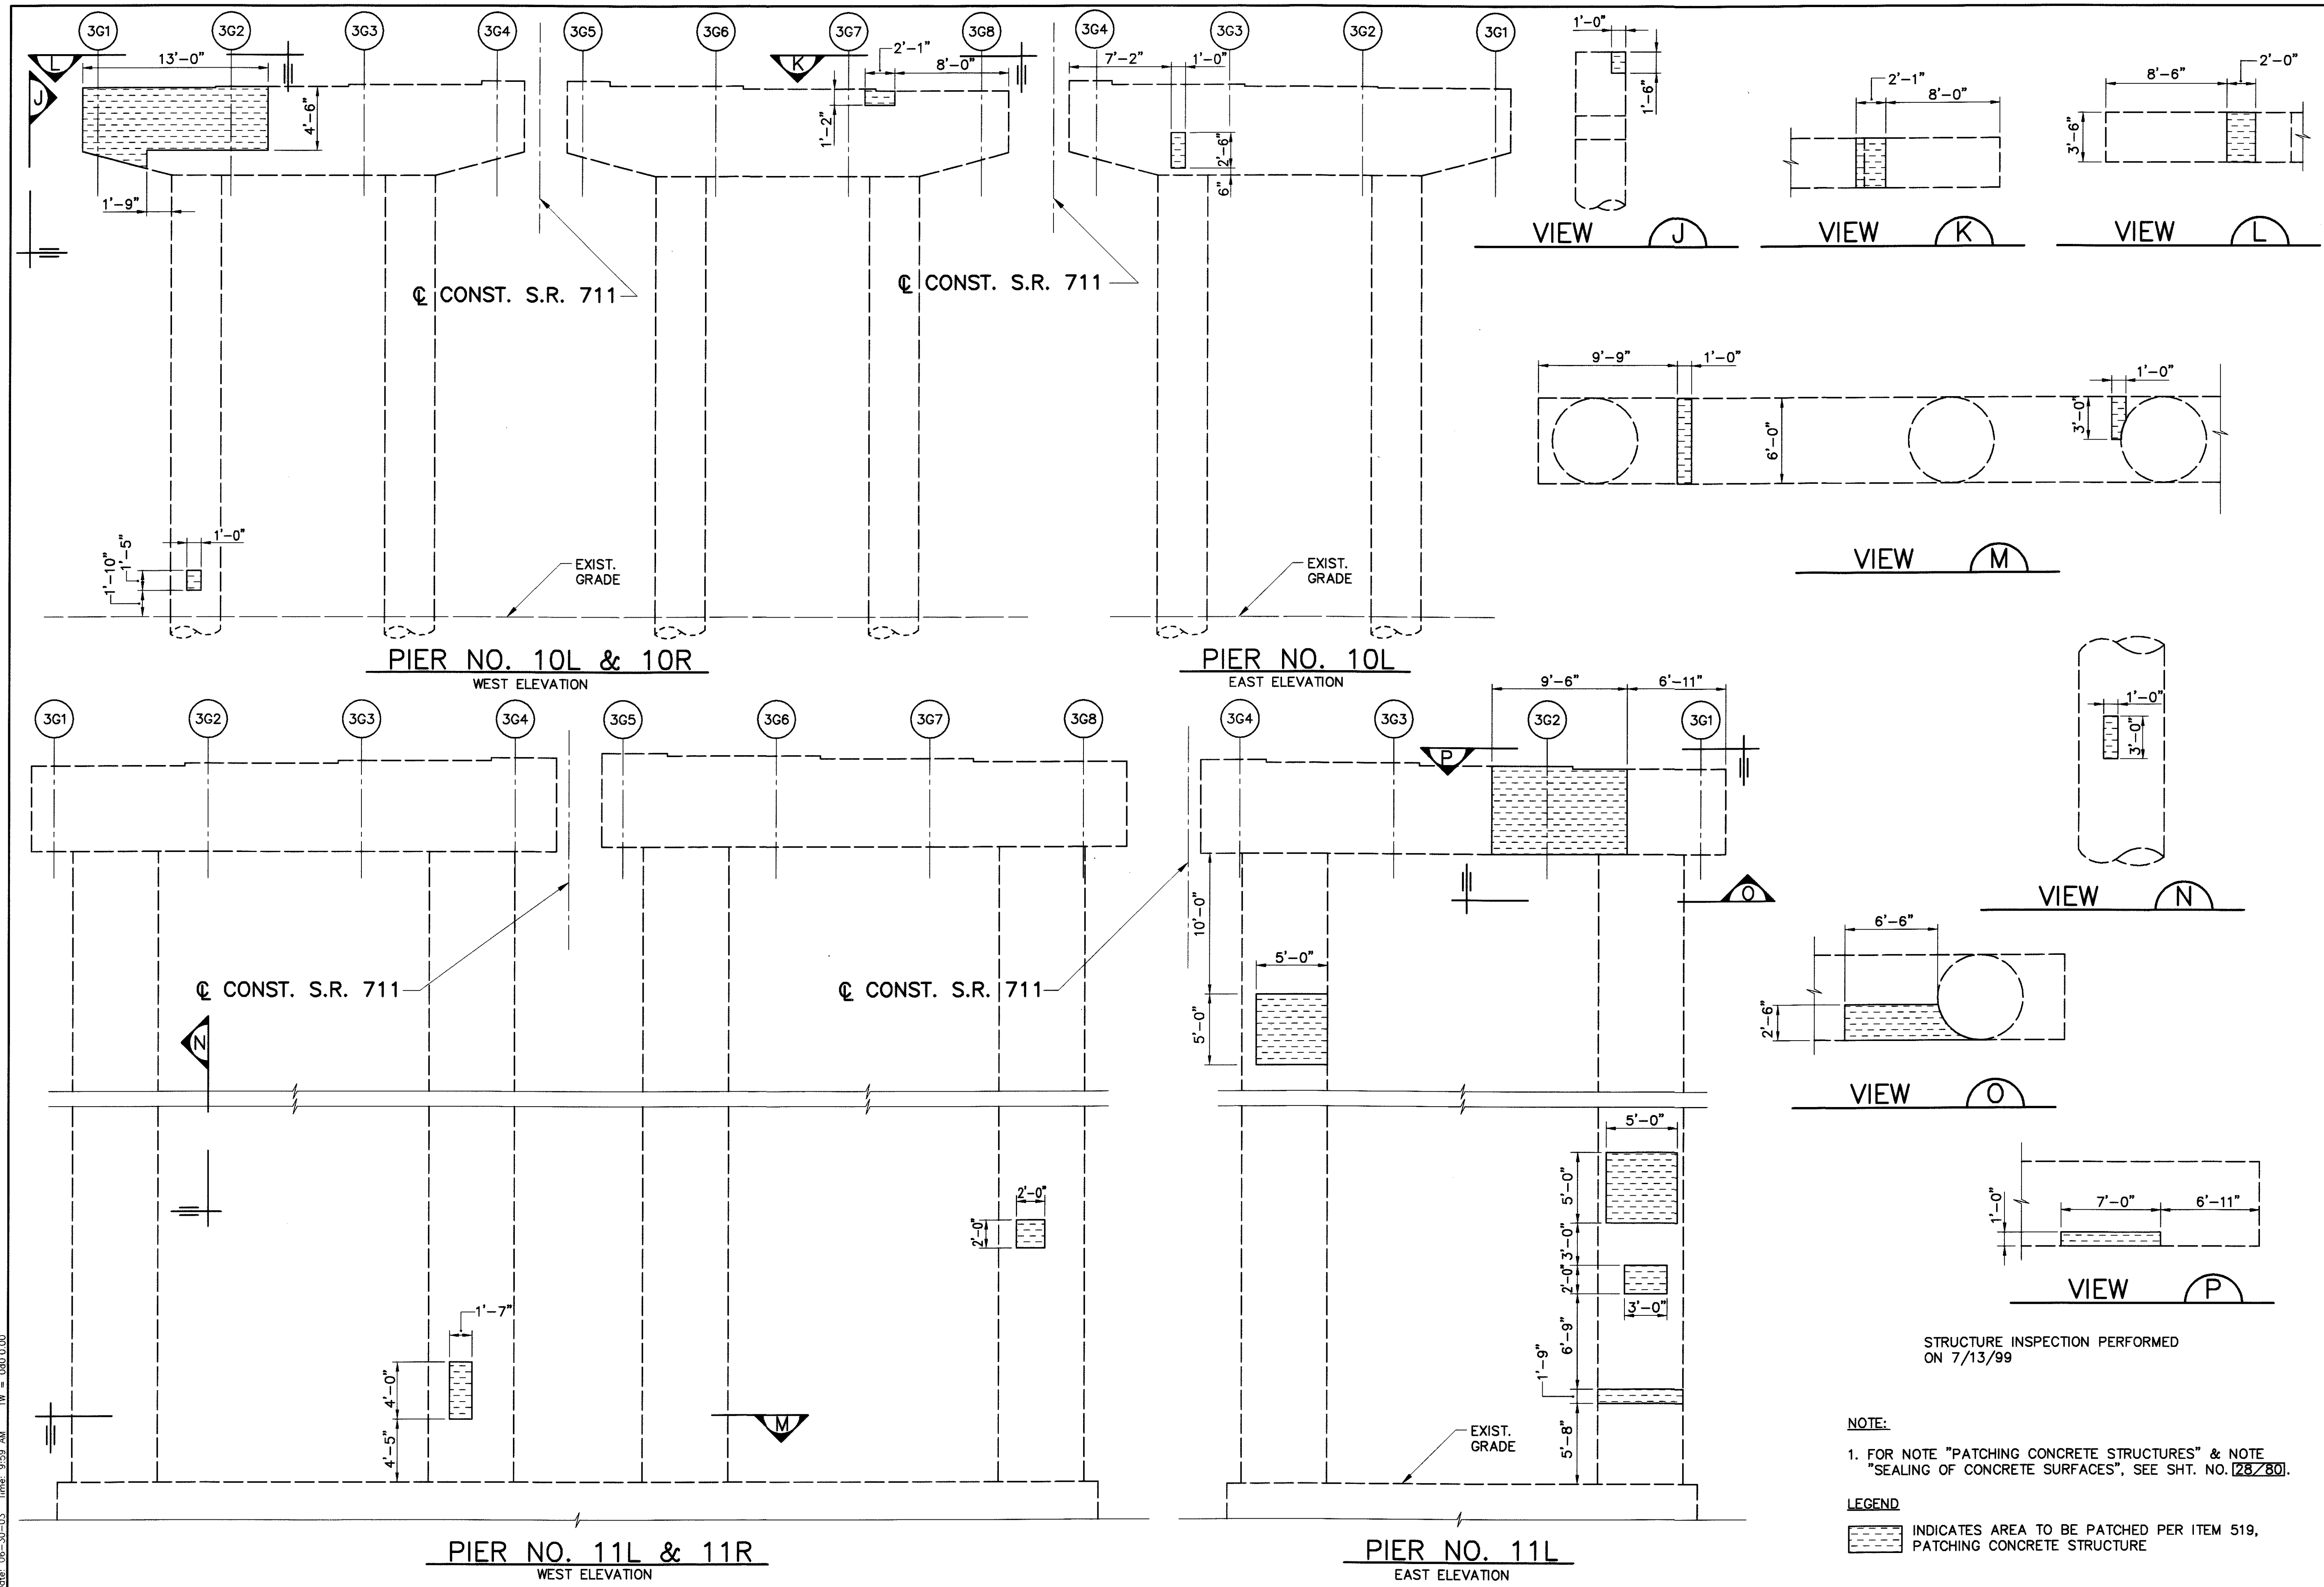 3G1
3G2
3G3
3G4
3G5
3G6
3G7
3G8
3G4
3G3
3G2
3G1
L
J
13'-0"
4'-6"
1'-9"
K
2'-1"
8'-0"
1'-2"
7'-2"
1'-0"
2'-6"
6"
1'-0"
1'-6"
VIEW J
2'-1"
8'-0"
VIEW K
8'-6"
2'-0"
3'-6"
VIEW L
℄ CONST. S.R. 711
℄ CONST. S.R. 711
1'-0"
1'-5"
1'-10"
EXIST.
GRADE
EXIST.
GRADE
9'-9"
1'-0"
6'-0"
3'-0"
1'-0"
VIEW M
PIER NO. 10L & 10R
WEST ELEVATION
PIER NO. 10L
EAST ELEVATION
3G1
3G2
3G3
3G4
3G5
3G6
3G7
3G8
3G4
3G3
3G2
3G1
9'-6"
6'-11"
P
O
1'-0"
3'-0"
VIEW N
℄ CONST. S.R. 711
℄ CONST. S.R. 711
N
10'-0"
5'-0"
5'-0"
6'-6"
2'-6"
VIEW O
2'-0"
2'-0"
1'-7"
4'-0"
4'-5"
M
5'-0"
5'-0"
3'-0"
2'-0"
3'-0"
6'-9"
1'-9"
5'-8"
EXIST.
GRADE
1'-0"
7'-0"
6'-11"
VIEW P
STRUCTURE INSPECTION PERFORMED
ON 7/13/99
NOTE:
1. FOR NOTE "PATCHING CONCRETE STRUCTURES" & NOTE
"SEALING OF CONCRETE SURFACES", SEE SHT. NO. 28/80.
LEGEND
INDICATES AREA TO BE PATCHED PER ITEM 519,
PATCHING CONCRETE STRUCTURE
PIER NO. 11L & 11R
WEST ELEVATION
PIER NO. 11L
EAST ELEVATION
Date: 06-30-03 Time: 9:59 AM